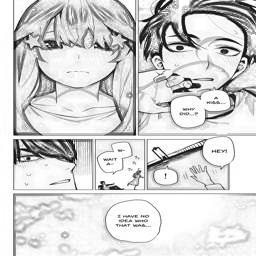 A
KISS...
WHY
DID...?
W-
WAIT
A-
HEY!
!
I HAVE NO
IDEA WHO
THAT WAS...